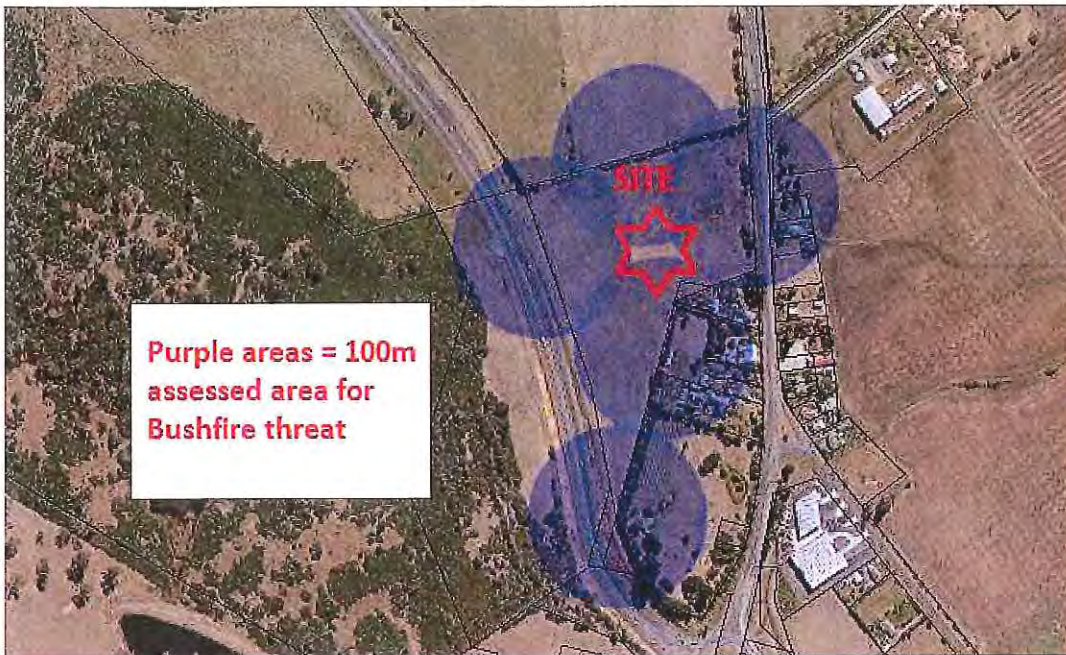 SITE
Purple areas = 100m
assessed area for
Bushfire threat